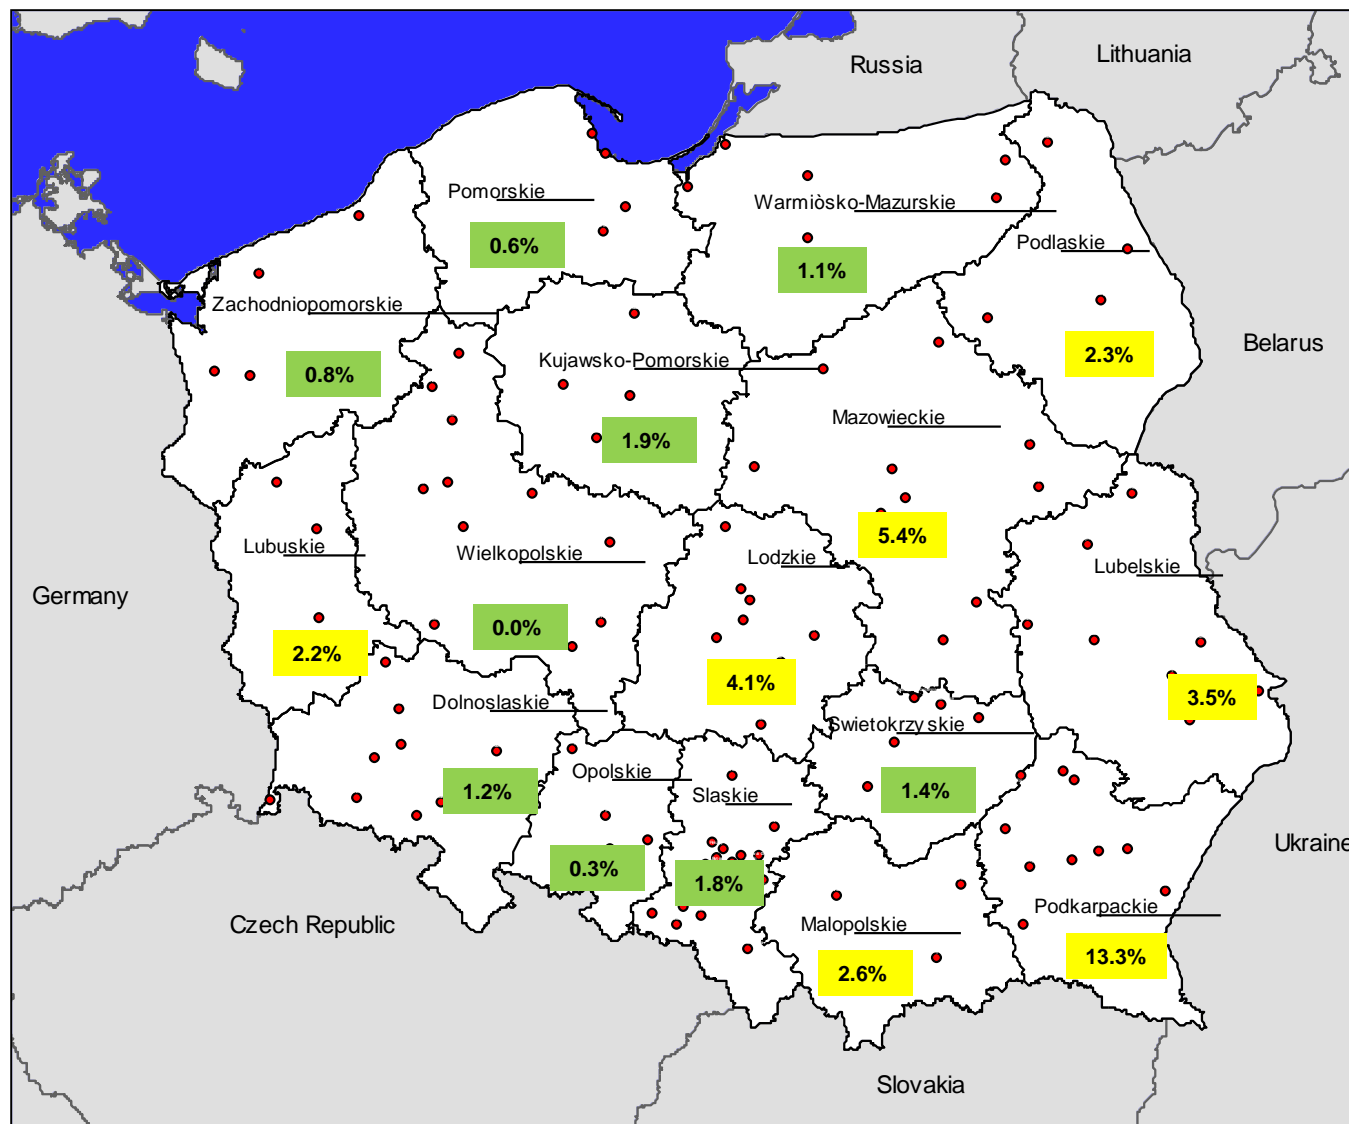 Lithuania
Russia
Pomorskie
Warmiòsko-Mazurskie
Podlaskie
0.6%
1.1%
Zachodniopomorskie
Belarus
Kujawsko-Pomorskie
2.3%
0.8%
Mazowieckie
1.9%
5.4%
Lubuskie
Wielkopolskie
Lodzkie
Lubelskie
Germany
0.0%
2.2%
4.1%
3.5%
Dolnoslaskie
Swietokrzyskie
Opolskie
1.2%
1.4%
Slaskie
Ukraine
0.3%
1.8%
Podkarpackie
Czech Republic
Malopolskie
13.3%
2.6%
Slovakia